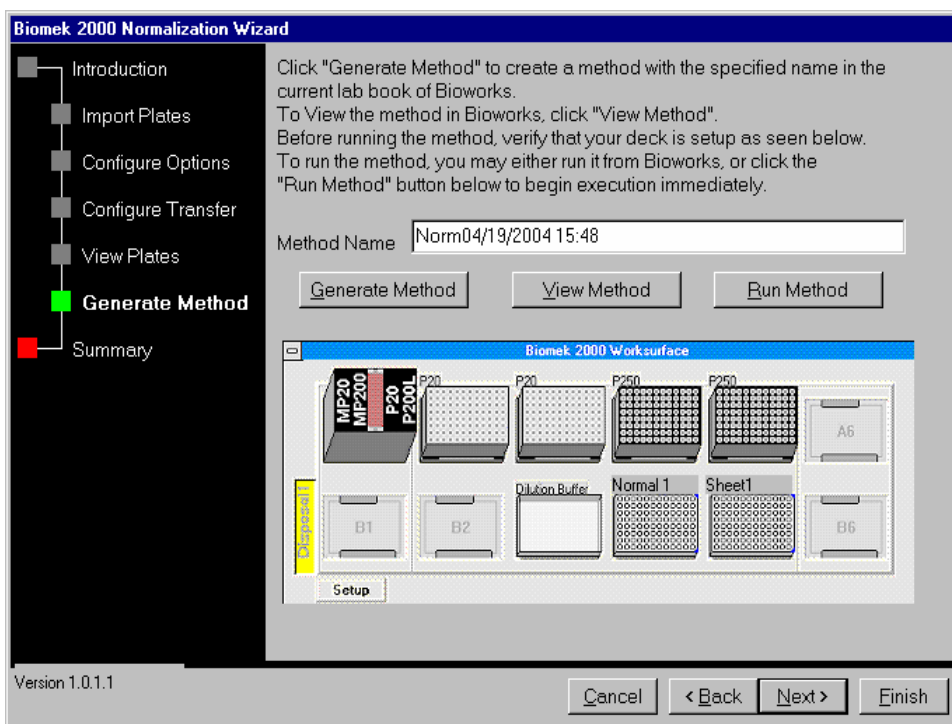 Biomek 2000 Normalization Wizard
Introduction
Import Plates
Configure Options
Configure Transfer
View Plates
Generate Method
Summary
Click "Generate Method" to create a method with the specified name in the
current lab book of Bioworks.
To View the method in Bioworks, click "View Method".
Before running the method, verify that your deck is setup as seen below.
To run the method, you may either run it from Bioworks, or click the
"Run Method" button below to begin execution immediately.
Method Name Norm04/19/2004 15:48
Generate Method View Method Run Method
Biomek 2000 Worksurface
MP20
MP200
P20
P200L
P20 P20 P250 P250
A6
Disposal1
B1 B2 Dilution Buffer Normal 1 Sheet1 B6
Setup
Version 1.0.1.1
Cancel < Back Next > Finish